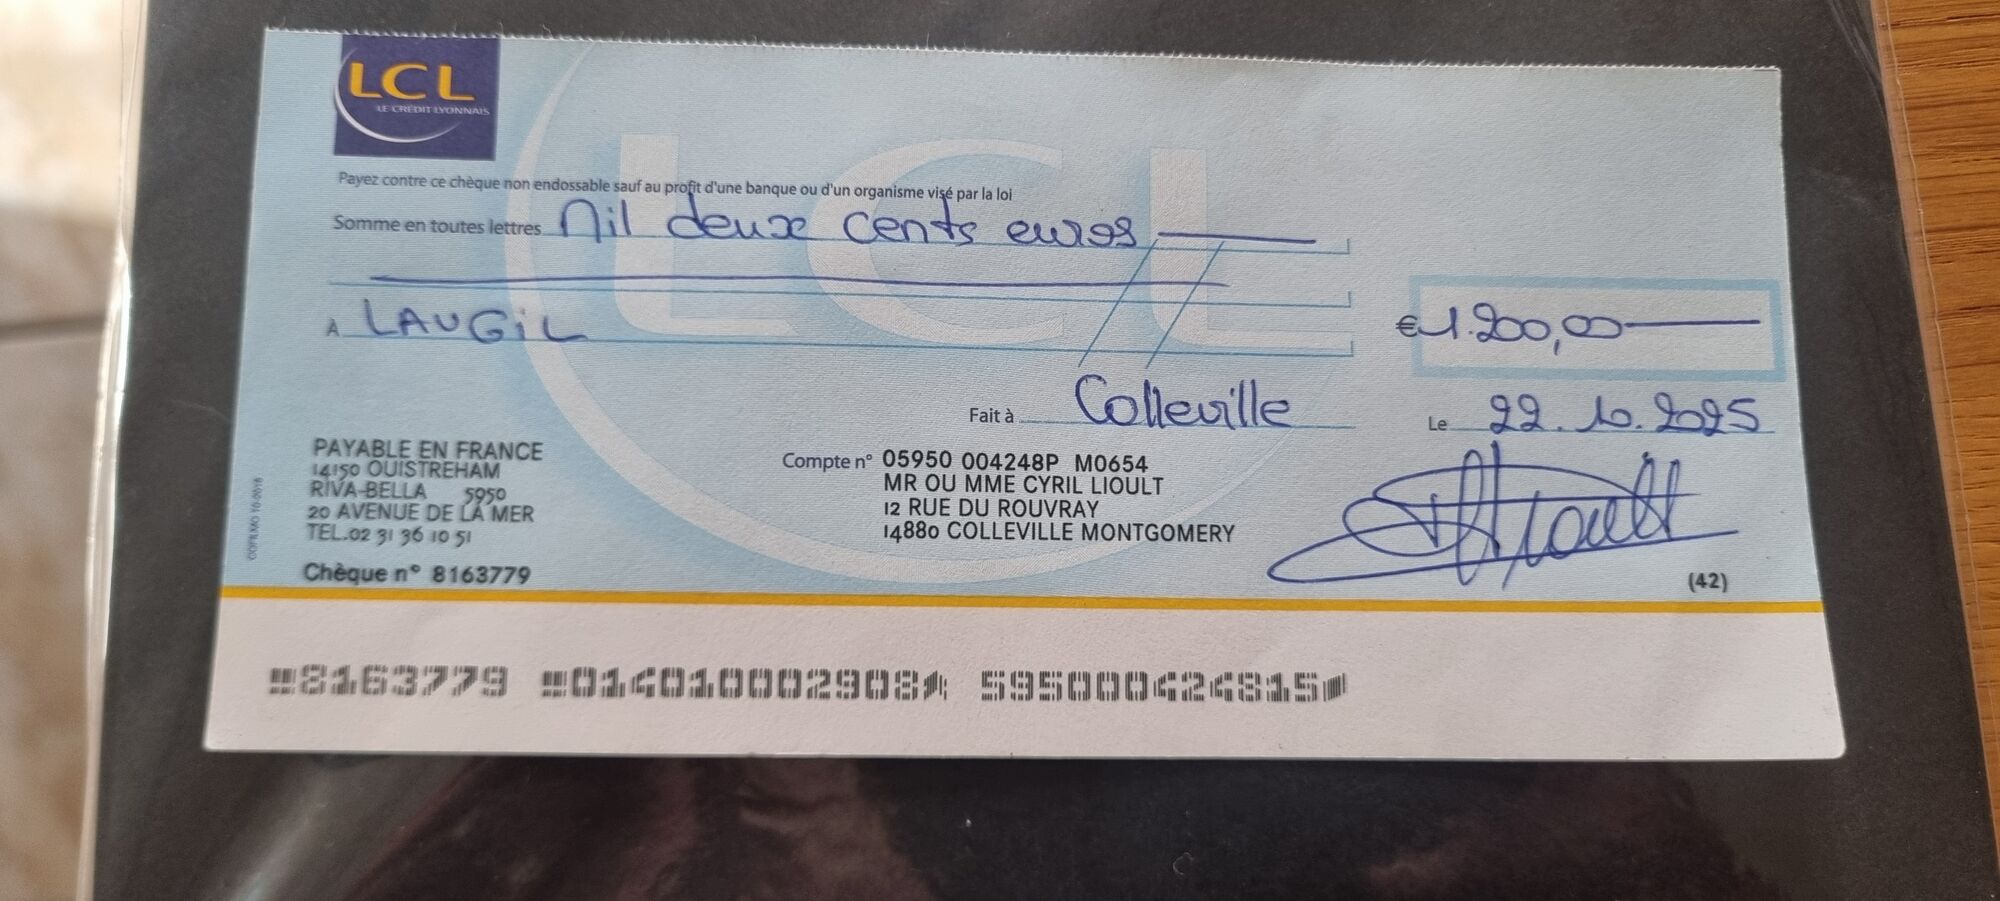 LCL
LE CRÉDIT LYONNAIS
Payez contre ce chèque non endossable sauf au profit d'une banque ou d'un organisme visé par la loi
Somme en toutes lettres Mil deux cents euros
À LAUGIL
€ 1.200,00
Fait à Colleville Le 22.10.2025
PAYABLE EN FRANCE
14150 OUISTREHAM
RIVA-BELLA 5950
20 AVENUE DE LA MER
TEL.02 31 36 10 51
Compte n° 05950 004248P M0654
MR OU MME CYRIL LIOULT
12 RUE DU ROUVRAY
14880 COLLEVILLE MONTGOMERY
Chèque n° 8163779
(42)
8163779 014010002908 595000424815